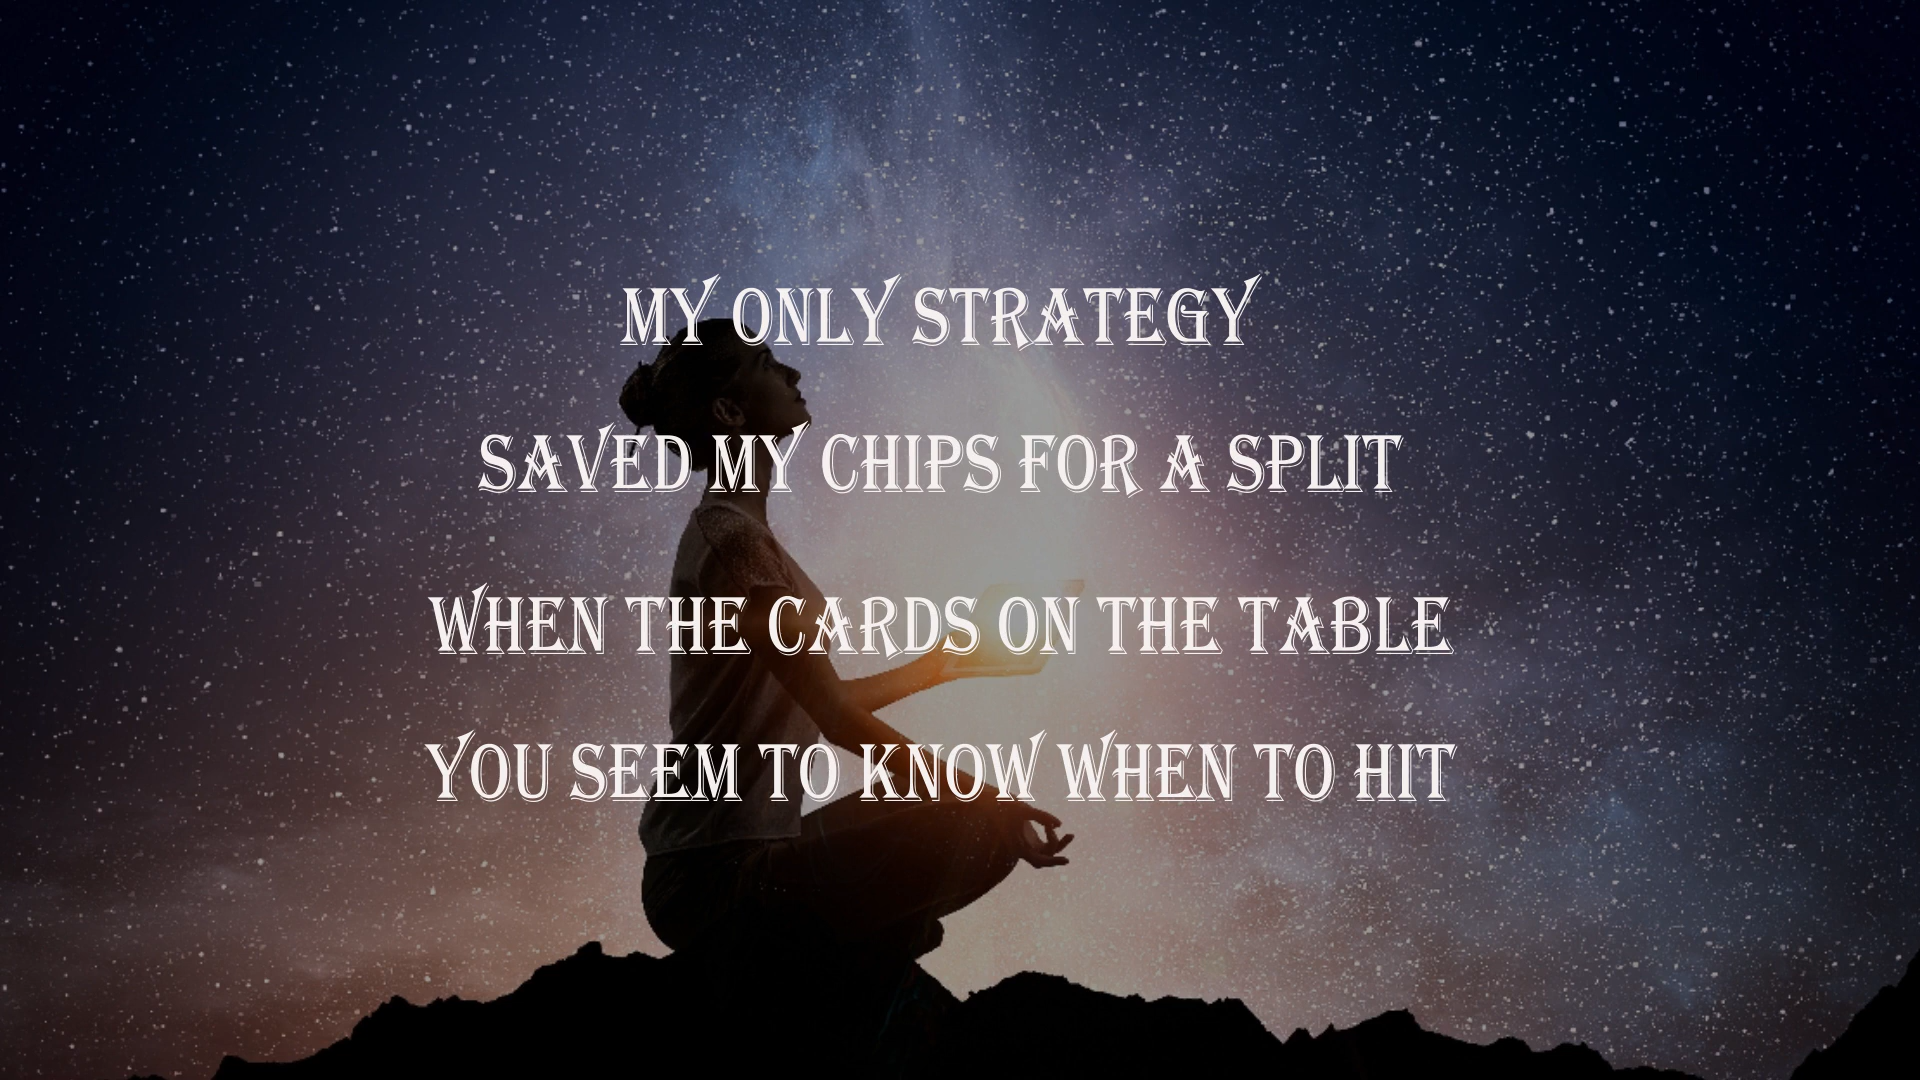 MY ONLY STRATEGY
SAVED MY CHIPS FOR A SPLIT
WHEN THE CARDS ON THE TABLE
YOU SEEM TO KNOW WHEN TO HIT